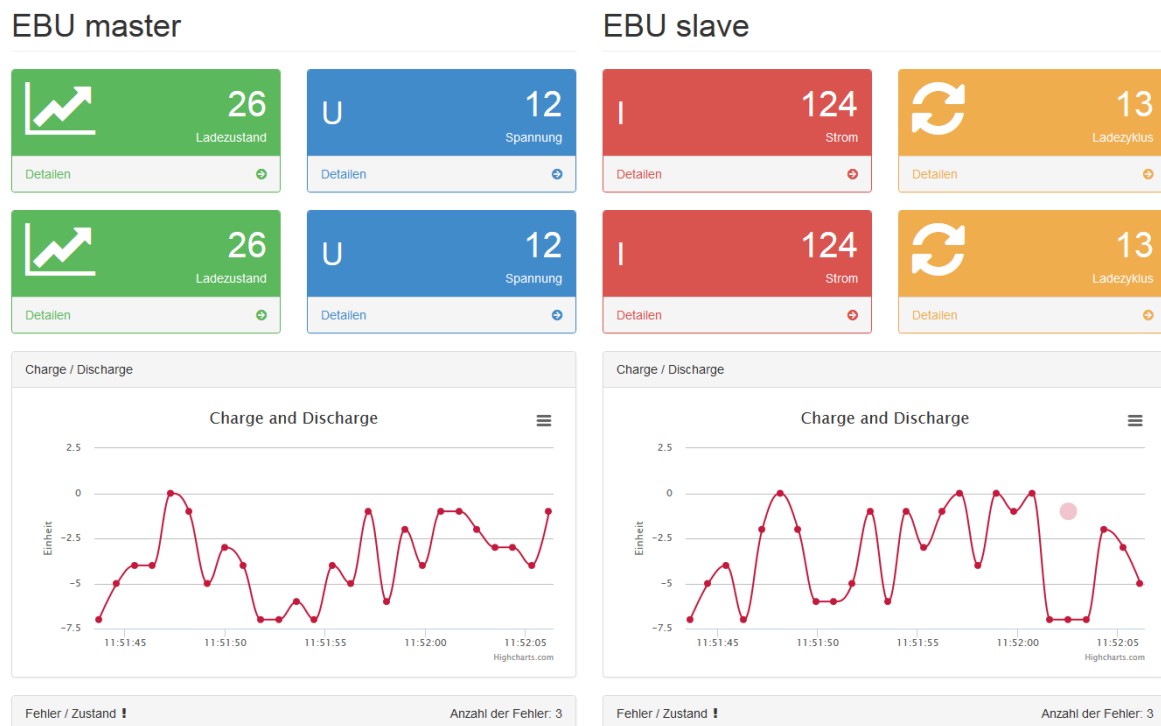 EBU master
EBU slave
26
Ladezustand
Detailen
U
12
Spannung
Detailen
I
124
Strom
Detailen
13
Ladezyklus
Detailen
26
Ladezustand
Detailen
U
12
Spannung
Detailen
I
124
Strom
Detailen
13
Ladezyklus
Detailen
Charge / Discharge
Charge and Discharge
Einheit
2.5
0
−2.5
−5
−7.5
11:51:45 11:51:50 11:51:55 11:52:00 11:52:05
Highcharts.com
Charge / Discharge
Charge and Discharge
Einheit
2.5
0
−2.5
−5
−7.5
11:51:45 11:51:50 11:51:55 11:52:00 11:52:05
Highcharts.com
Fehler / Zustand ! Anzahl der Fehler: 3
Fehler / Zustand ! Anzahl der Fehler: 3